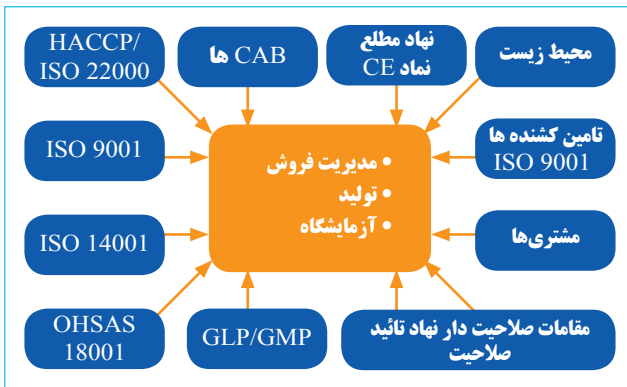 HACCP/
ISO 22000
CAB ها
نهاد مطلع
نماد CE
محیط زیست
ISO 9001
تامین کشنده ها
ISO 9001
• مدیریت فروش
• تولید
• آزمایشگاه
ISO 14001
مشتری‌ها
OHSAS
18001
GLP/GMP
مقامات صلاحیت دار نهاد تائید
صلاحیت